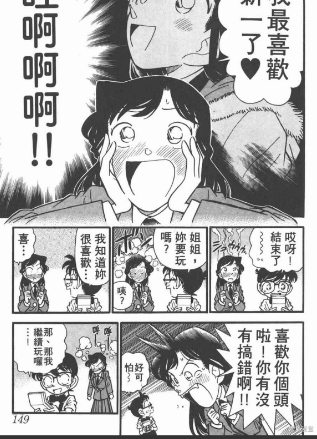 我最喜歡
新一了♥
哇啊啊啊!!
哎呀!
結束了⋯
姐姐,
妳要玩
嗎?
咦?
我知道妳
很喜歡⋯
喜⋯
喜歡你個頭
啦!你有沒
有搞錯啊!!
好可
怕⋯
那、那我
繼續玩囉⋯
149